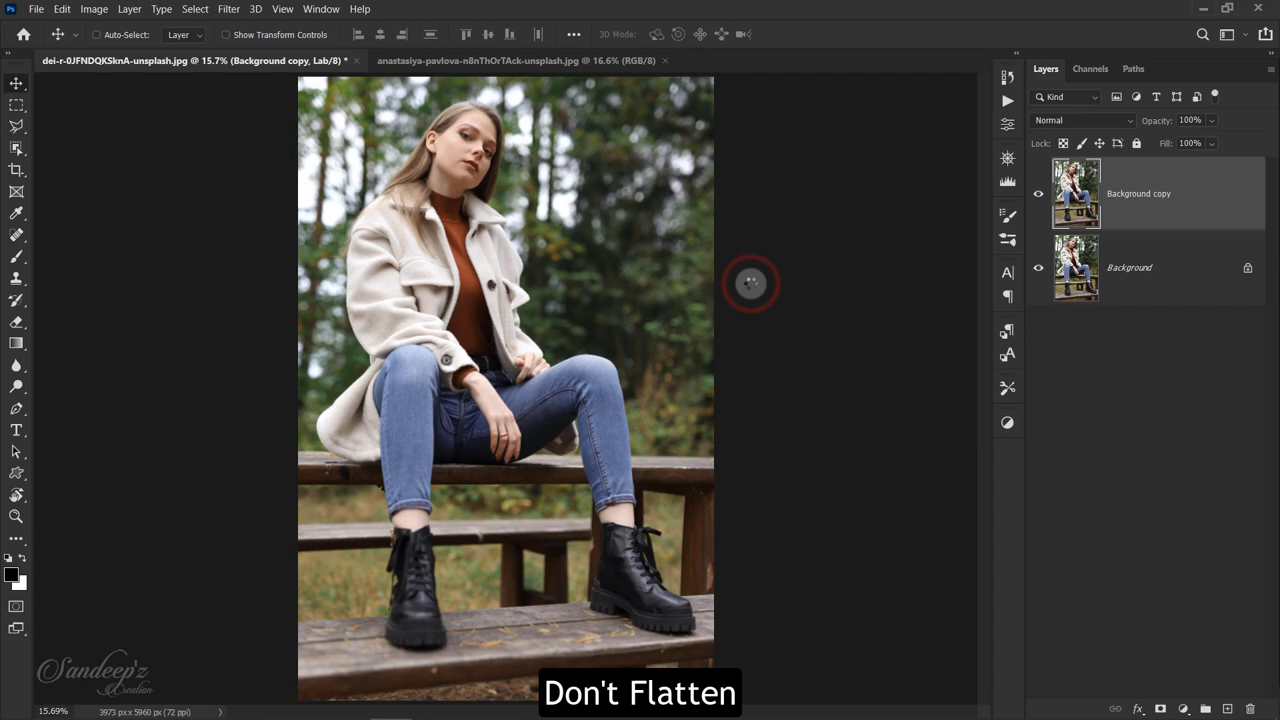 Ps File Edit Image Layer Type Select Filter 3D View Window Help
Auto-Select: Layer Show Transform Controls 3D Mode:
dei-r-0JFNDQKSknA-unsplash.jpg @ 15.7% (Background copy, Lab/8) * anastasiya-pavlova-n8nThOrTAck-unsplash.jpg @ 16.6% (RGB/8)
Layers Channels Paths
Kind
Normal Opacity: 100%
Lock: Fill: 100%
Background copy
Background
Sandeep'z
Creation
Don't Flatten
15.69% 3973 px x 5960 px (72 ppi)